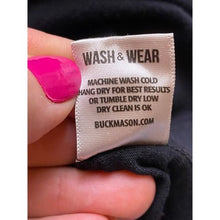 WASH & WEAR
MACHINE WASH COLD
HANG DRY FOR BEST RESULTS
OR TUMBLE DRY LOW
DRY CLEAN IS OK
BUCKMASON.COM